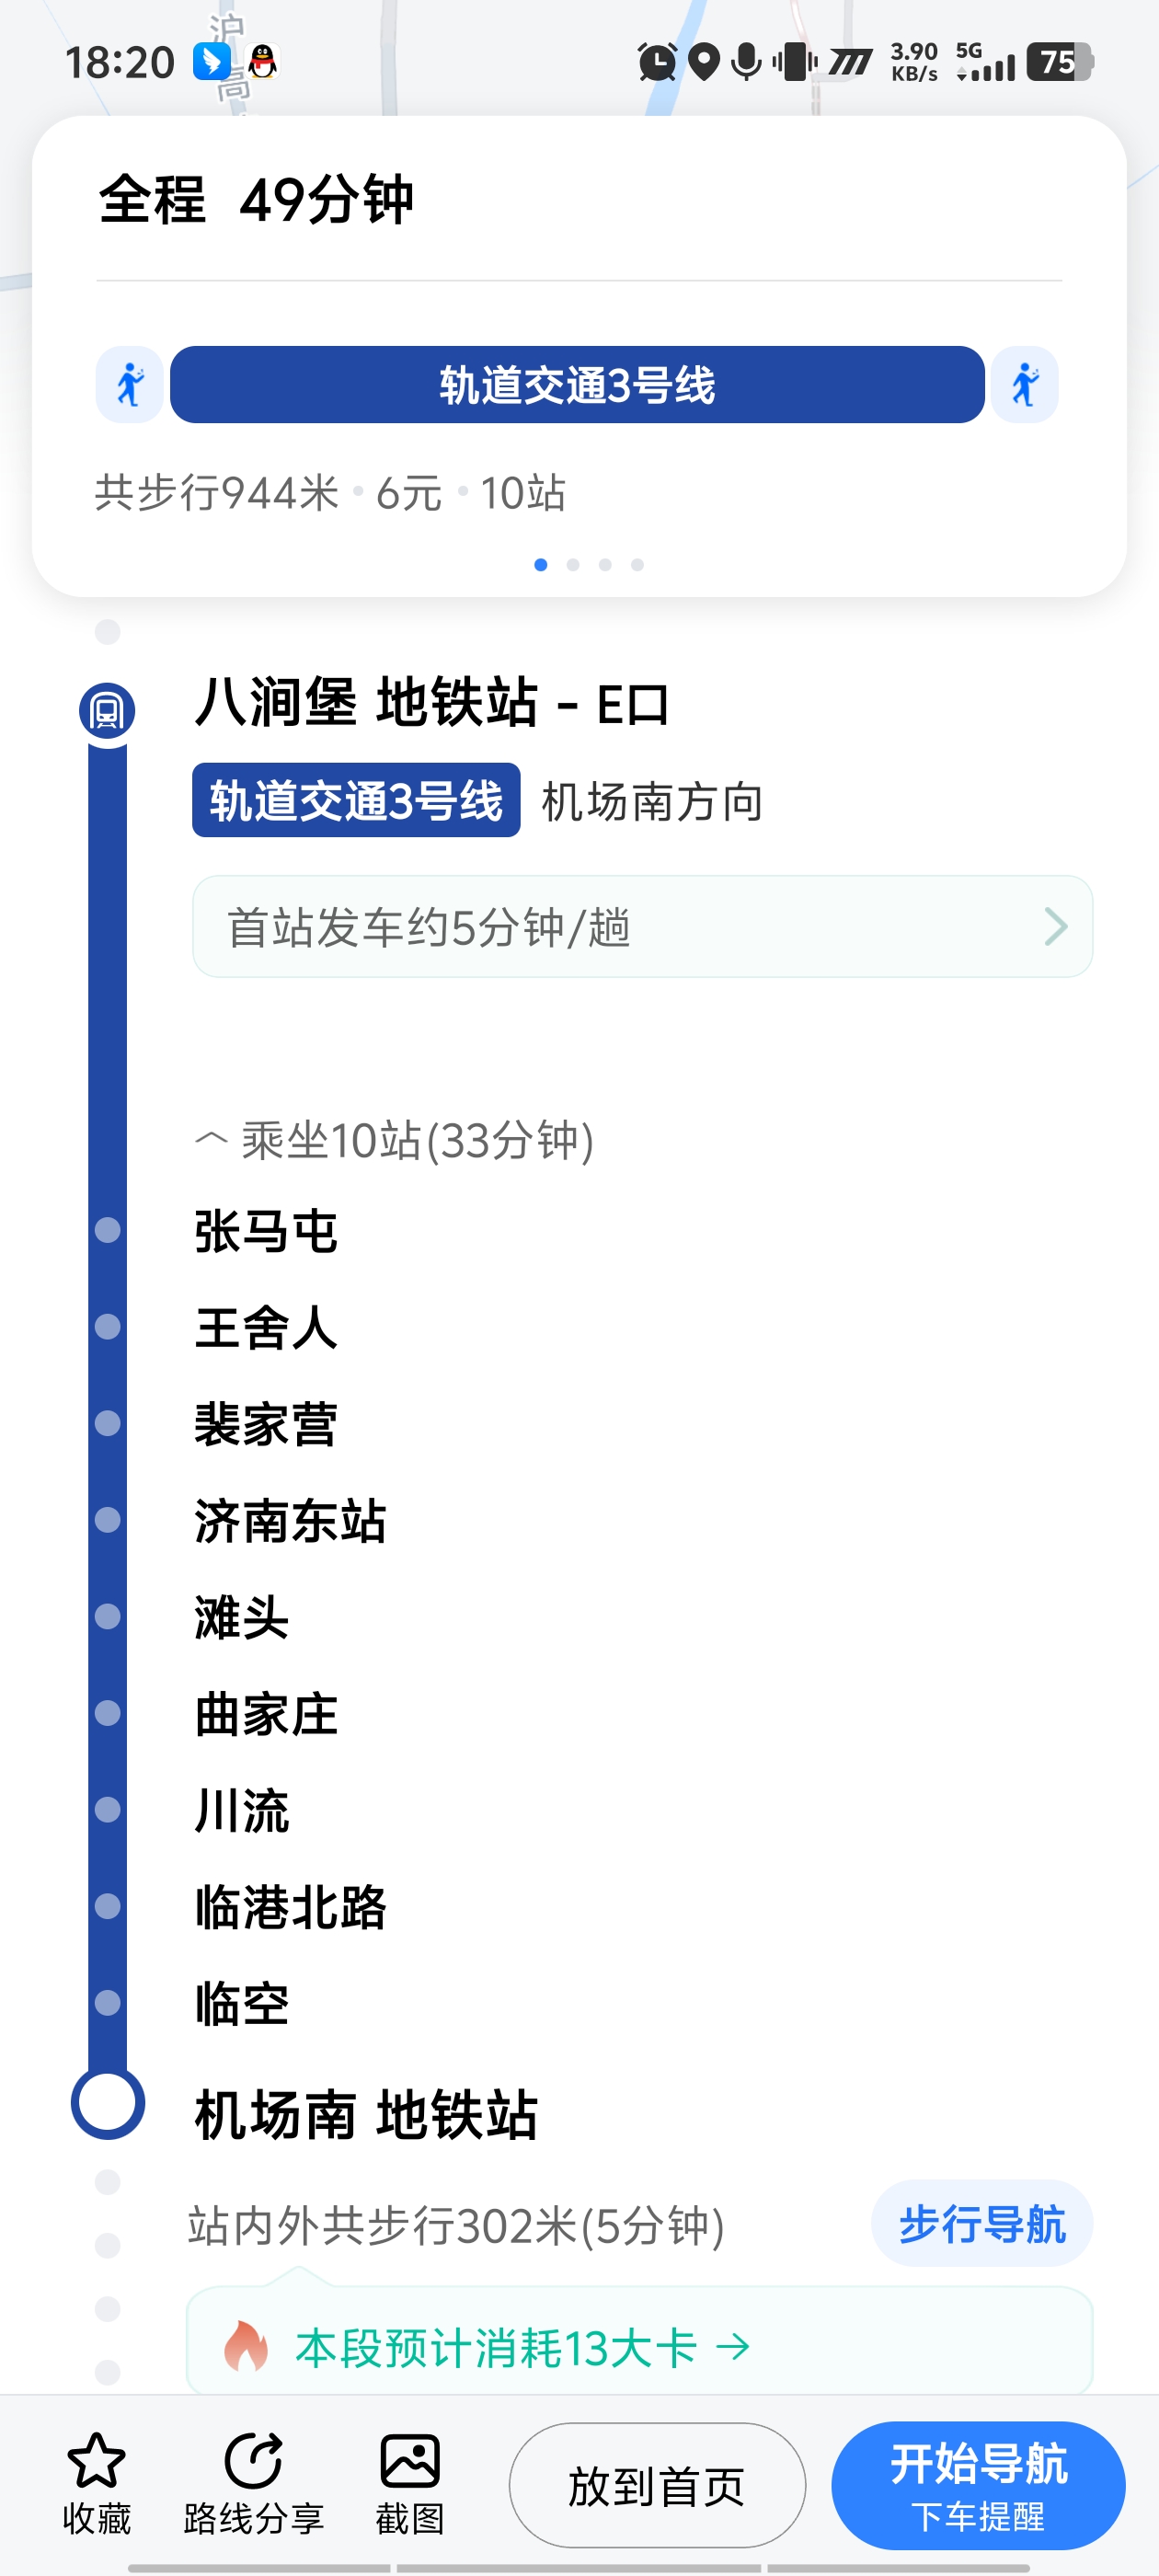 沪
高
18:20
3.90
KB/s
5G
75
全程 49分钟
轨道交通3号线
共步行944米·6元·10站
八涧堡 地铁站 - E口
轨道交通3号线 机场南方向
首站发车约5分钟/趟
乘坐10站(33分钟)
张马屯
王舍人
裴家营
济南东站
滩头
曲家庄
川流
临港北路
临空
机场南 地铁站
站内外共步行302米(5分钟)
步行导航
本段预计消耗13大卡 →
收藏
路线分享
截图
放到首页
开始导航
下车提醒